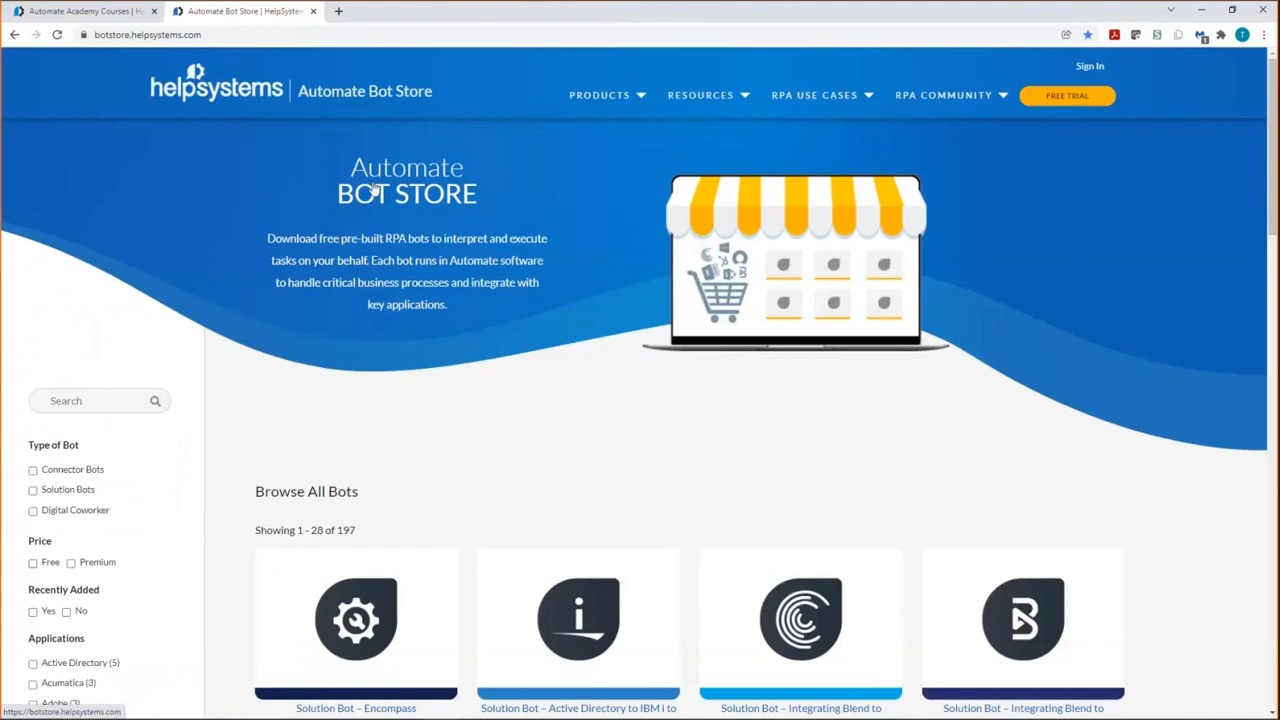 Automate Academy Courses | He
Automate Bot Store | HelpSystem
botstore.helpsystems.com
Sign In
helpsystems | Automate Bot Store
PRODUCTS
RESOURCES
RPA USE CASES
RPA COMMUNITY
FREE TRIAL
Automate
BOT STORE
Download free pre-built RPA bots to interpret and execute
tasks on your behalf. Each bot runs in Automate software
to handle critical business processes and integrate with
key applications.
Search
Type of Bot
Connector Bots
Solution Bots
Digital Coworker
Price
Free
Premium
Recently Added
Yes
No
Applications
Active Directory (5)
Acumatica (3)
Adobe (3)
Browse All Bots
Showing 1 - 28 of 197
Solution Bot – Encompass
Solution Bot – Active Directory to IBM i to
Solution Bot – Integrating Blend to
Solution Bot – Integrating Blend to
https://botstore.helpsystems.com